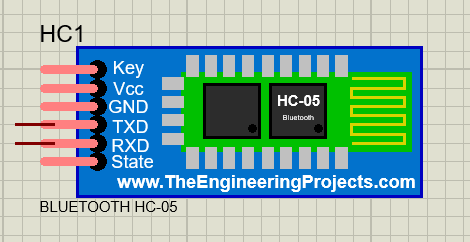 HC1
Key
Vcc
GND
TXD
RXD
State
HC-05
Bluetooth
www.TheEngineeringProjects.com
BLUETOOTH HC-05